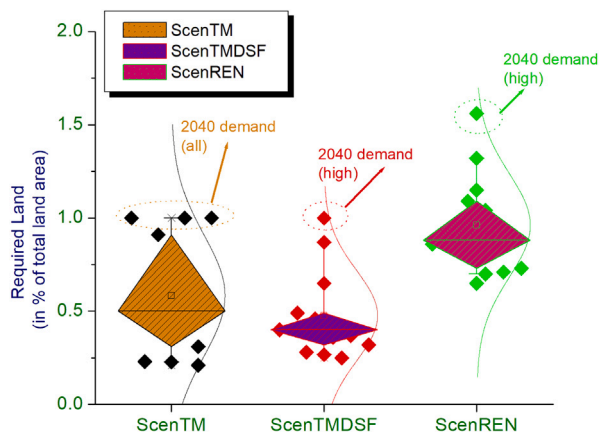 ScenTM
ScenTMDSF
ScenREN
2040 demand
(high)
2040 demand
(all)
2040 demand
(high)
Required Land
(in % of total land area)
2.0
1.5
1.0
0.5
0.0
ScenTM
ScenTMDSF
ScenREN